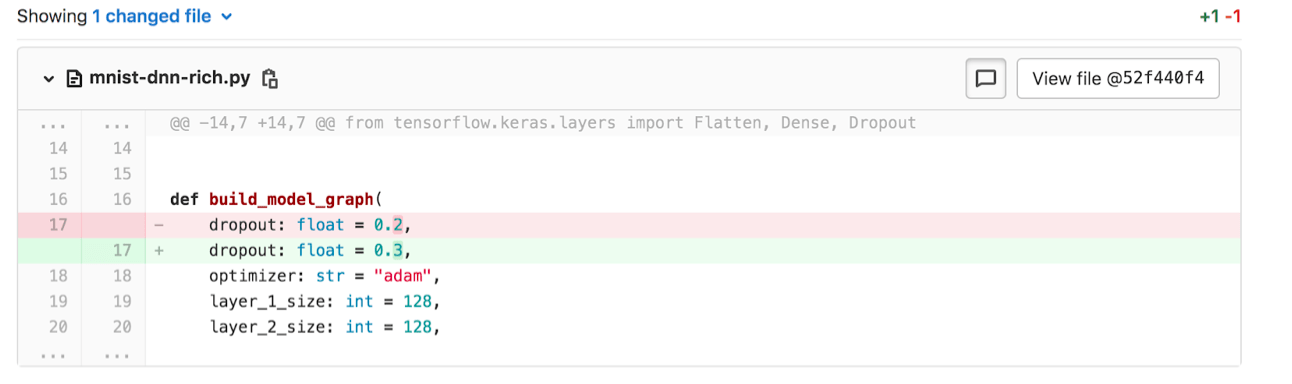 Showing 1 changed file
+1 -1
mnist-dnn-rich.py
View file @52f440f4
... ... @@ -14,7 +14,7 @@ from tensorflow.keras.layers import Flatten, Dense, Dropout
14 14
15 15
16 16 def build_model_graph(
17 - dropout: float = 0.2,
17 + dropout: float = 0.3,
18 18 optimizer: str = "adam",
19 19 layer_1_size: int = 128,
20 20 layer_2_size: int = 128,
... ...